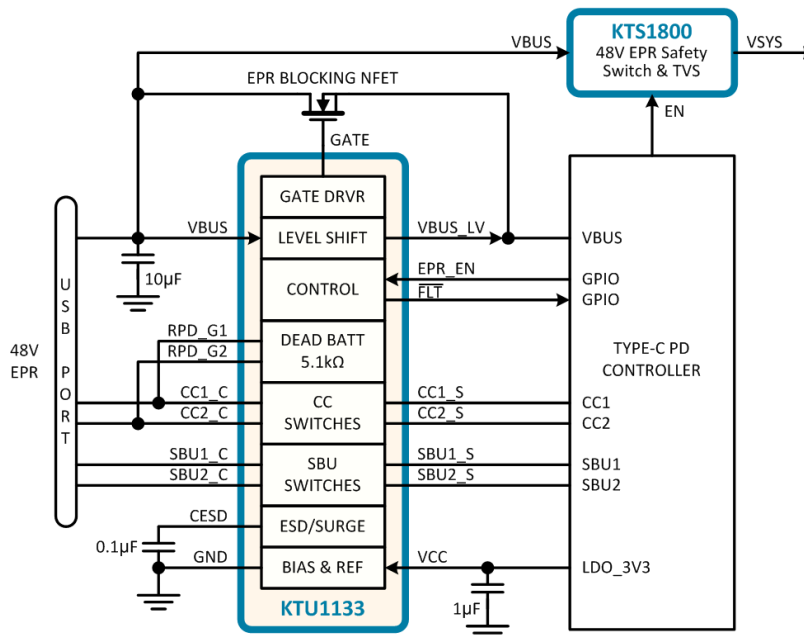 KTS1800
48V EPR Safety
Switch & TVS
VBUS
VSYS
EPR BLOCKING NFET
EN
GATE
GATE DRVR
VBUS
LEVEL SHIFT
VBUS_LV
VBUS
10µF
EPR_EN
GPIO
CONTROL
FLT
GPIO
USB PORT
48V
EPR
RPD_G1
RPD_G2
DEAD BATT
5.1kΩ
TYPE-C PD
CONTROLLER
CC1_C
CC2_C
CC
SWITCHES
CC1_S
CC2_S
CC1
CC2
SBU1_C
SBU2_C
SBU
SWITCHES
SBU1_S
SBU2_S
SBU1
SBU2
CESD
ESD/SURGE
0.1µF
GND
BIAS & REF
VCC
LDO_3V3
1µF
KTU1133